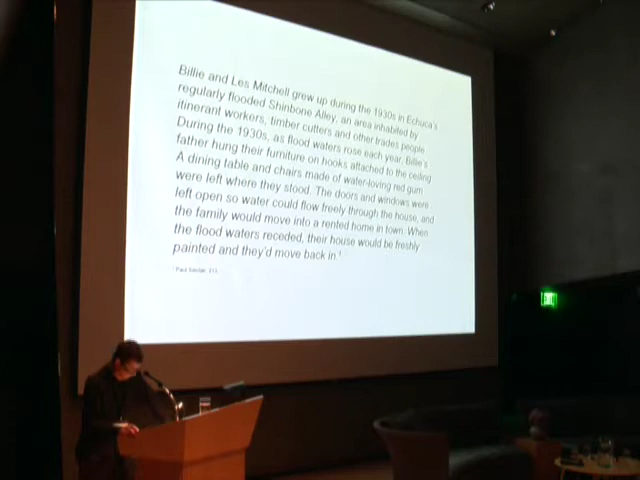 Billie and Les Mitchell grew up during the 1930s in Echuca's
regularly flooded Shinbone Alley, an area inhabited by
itinerant workers, timber cutters and other trades people
During the 1930s, as flood waters rose each year, Billie's
father hung their furniture on hooks attached to the ceiling
A dining table and chairs made of water-loving red gum
were left where they stood. The doors and windows were
left open so water could flow freely through the house, and
the family would move into a rented home in town. When
the flood waters receded, their house would be freshly
painted and they'd move back in.¹
EXIT